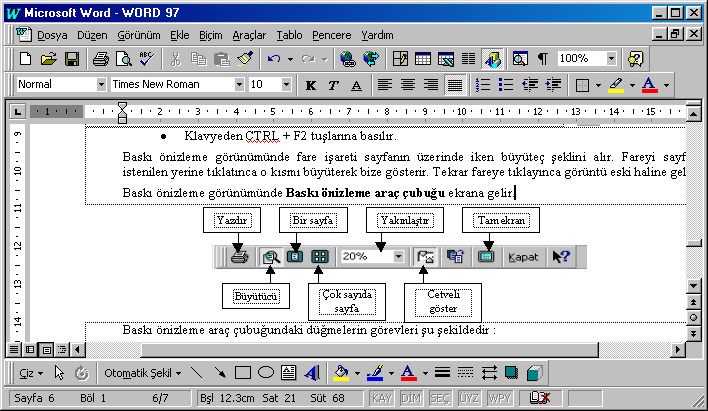 Microsoft Word - WORD 97
Dosya Düzen Görünüm Ekle Biçim Araçlar Tablo Pencere Yardım
100%
Normal Times New Roman 10 K T A
1 1 2 3 4 5 6 7 8 9 10 11 12 13 14 15
• Klavyeden CTRL + F2 tuşlarına basılır.
Baskı önizleme görünümünde fare işareti sayfanın üzerinde iken büyüteç şeklini alır. Fareyi sayf
istenilen yerine tıklatınca o kısmı büyüterek bize gösterir. Tekrar fareye tıklayınca görüntü eski haline gel
Baskı önizleme görünümünde Baskı önizleme araç çubuğu ekrana gelir.
Yazdır Bir sayfa Yakınlaştır Tam ekran
20% Kapat
Büyütücü Çok sayıda sayfa Cetveli göster
Baskı önizleme araç çubuğundaki düğmelerin görevleri şu şekildedir :
9 10 11 12 13 14
Çiz Otomatik Şekil
Sayfa 6 Böl 1 6/7 Bşl 12.3cm Sat 21 Süt 68 KAY DİM SEÇ ÜYZ WPY